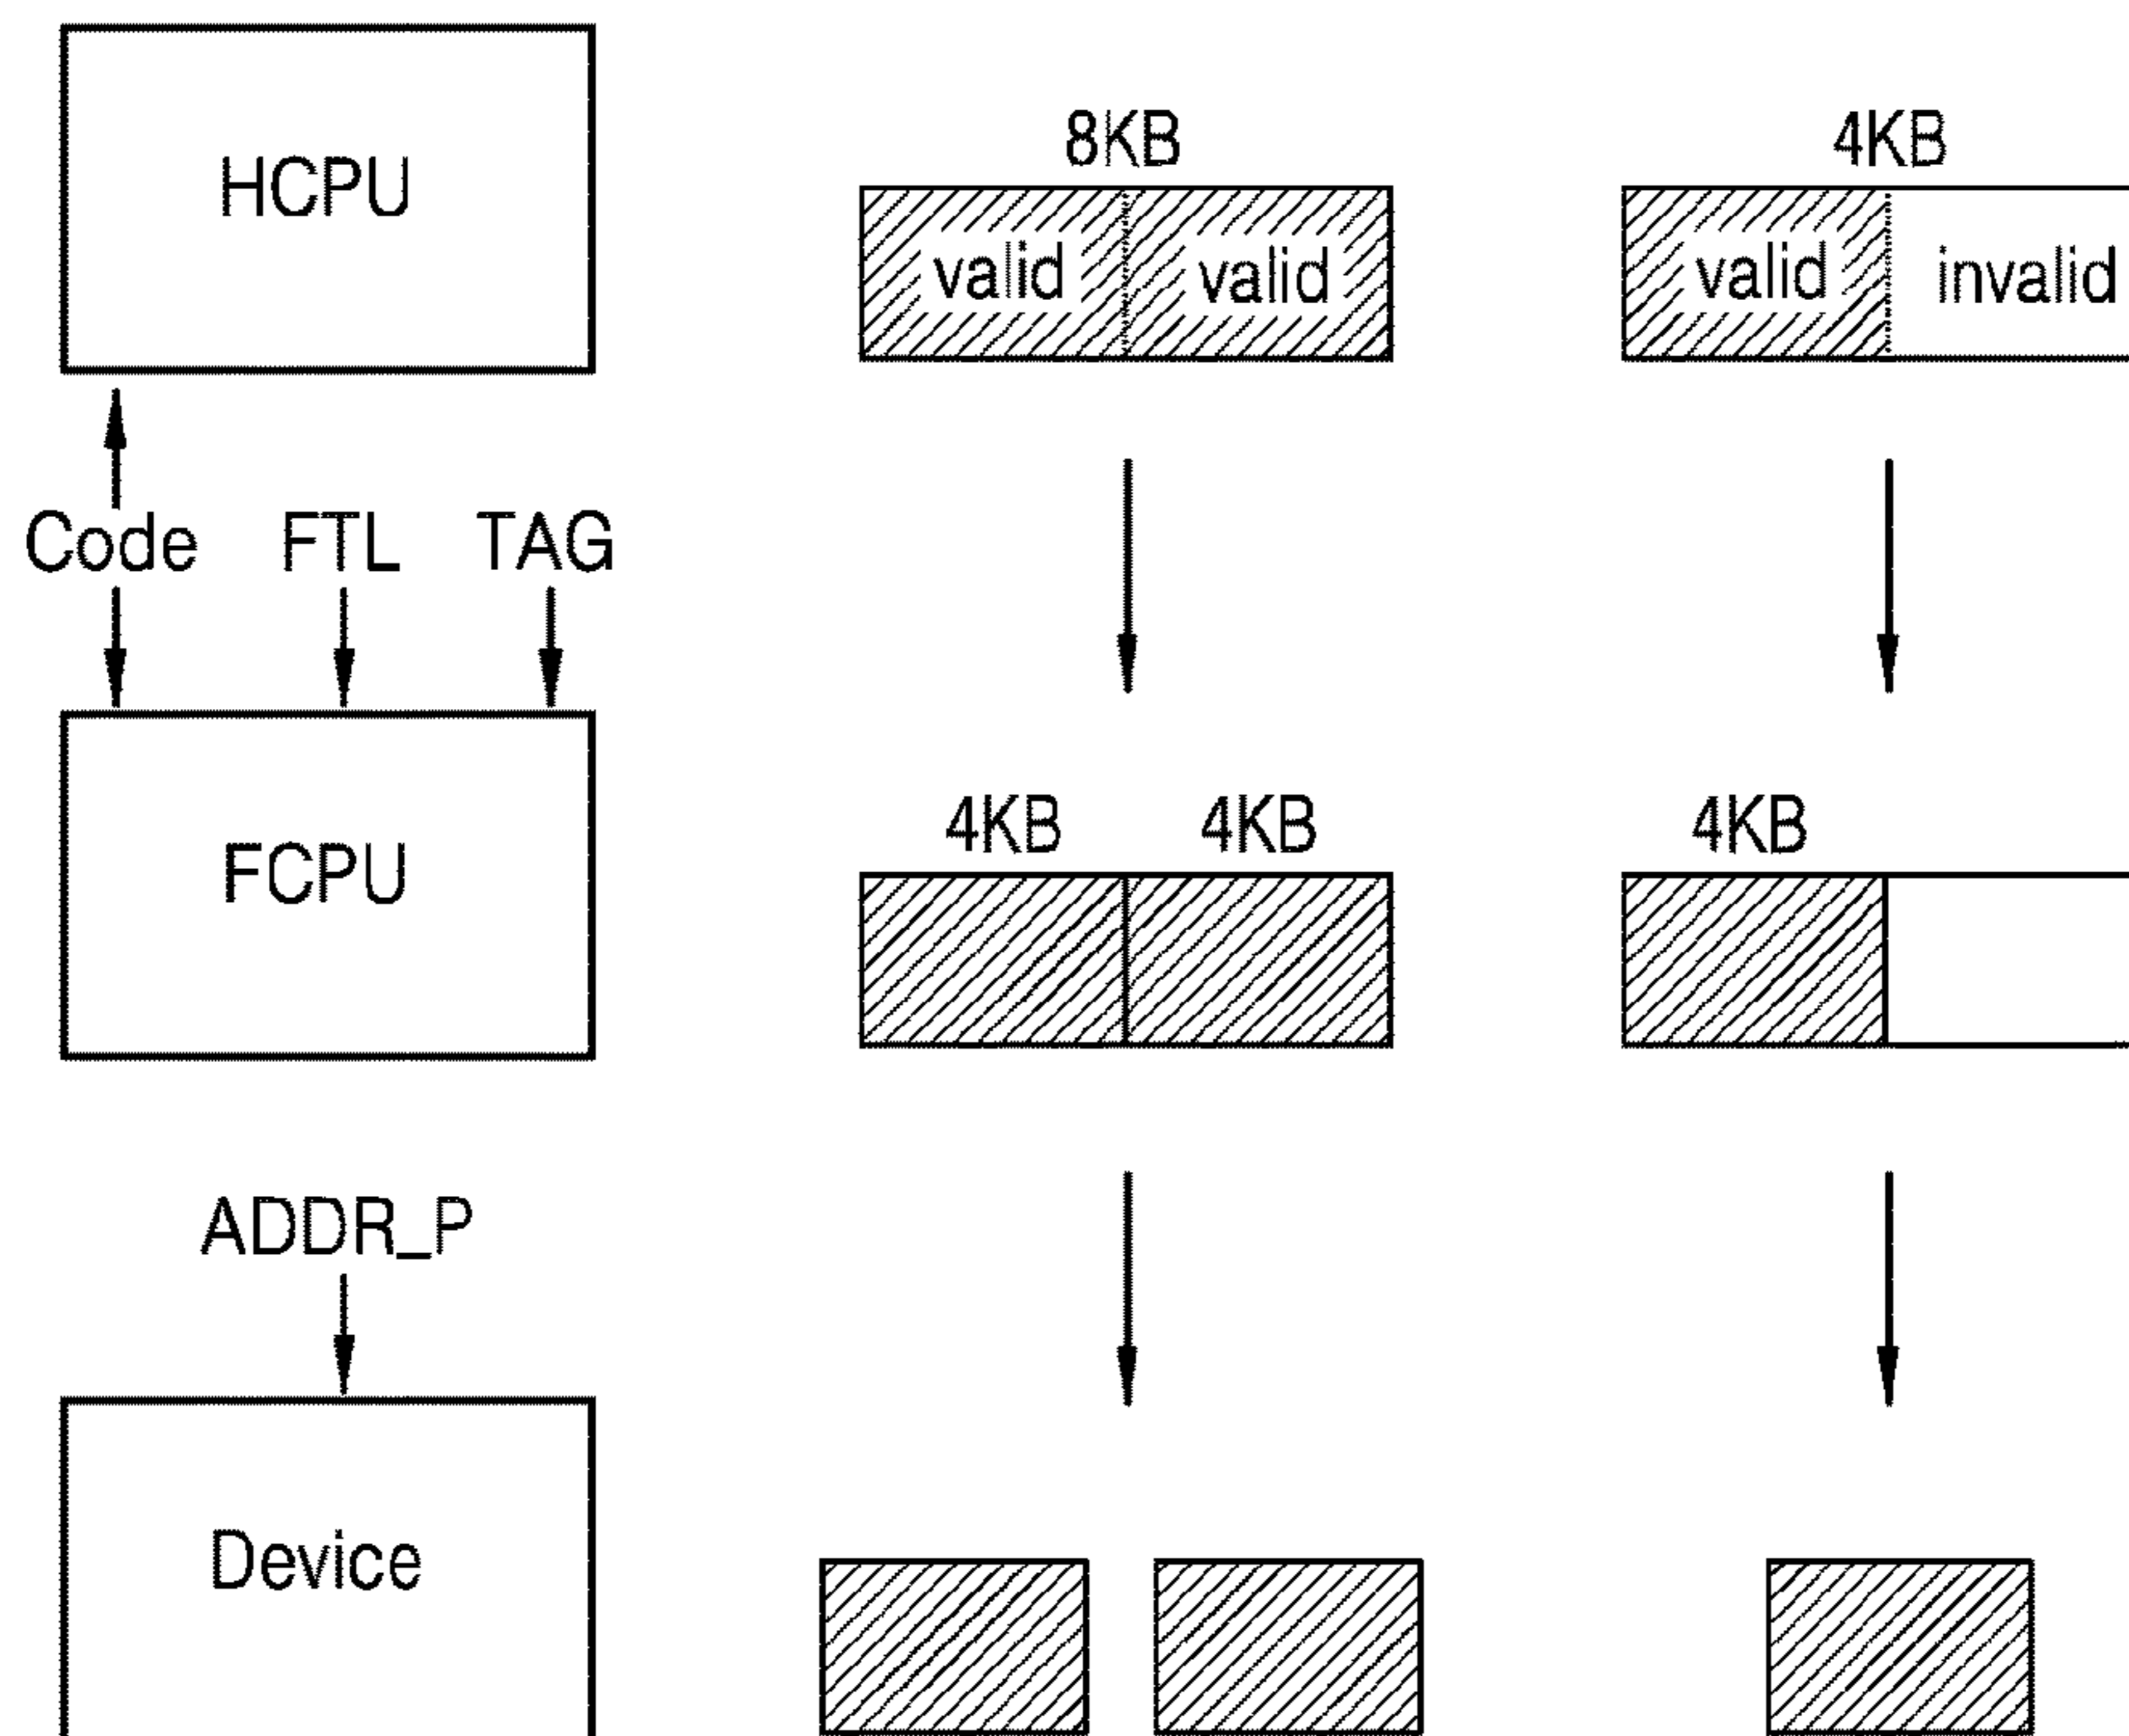 8KB
4KB
HCPU
valid
valid
valid
invalid
Code
FTL
TAG
4KB
4KB
4KB
FCPU
ADDR_P
Device